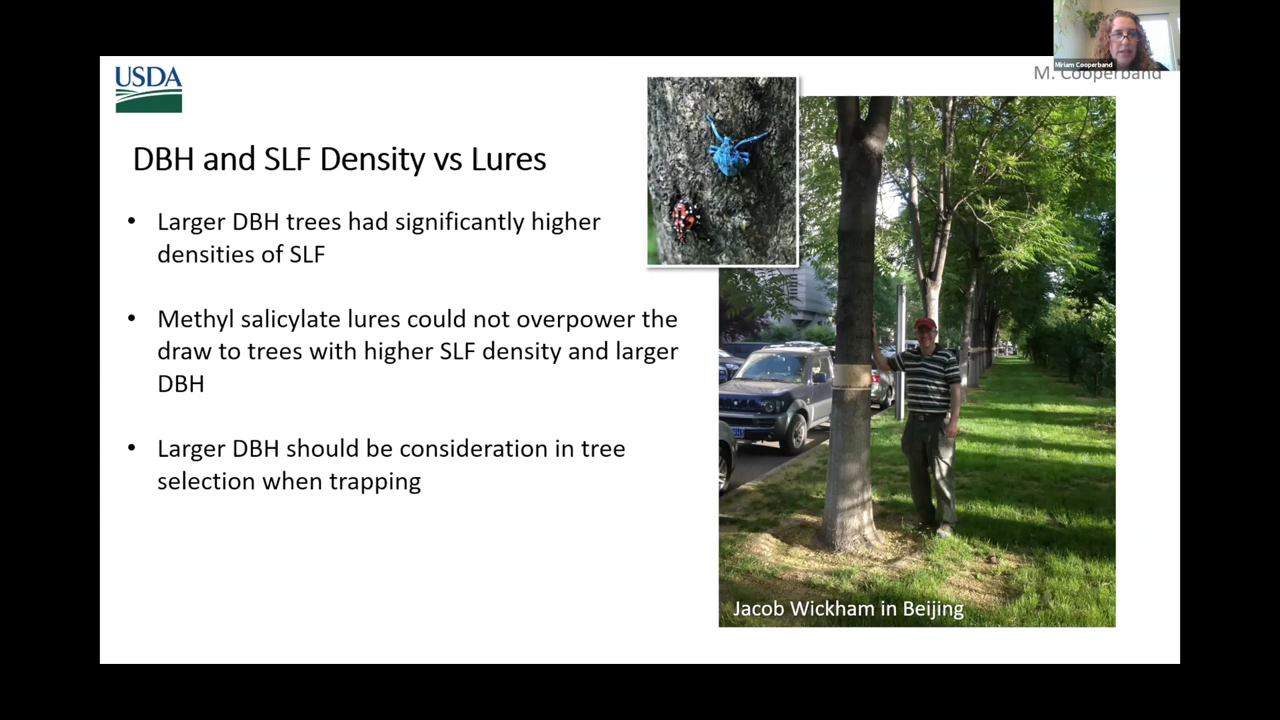 Miriam Cooperband
M. Cooperband
USDA
DBH and SLF Density vs Lures
• Larger DBH trees had significantly higher
densities of SLF
• Methyl salicylate lures could not overpower the
draw to trees with higher SLF density and larger
DBH
• Larger DBH should be consideration in tree
selection when trapping
Jacob Wickham in Beijing